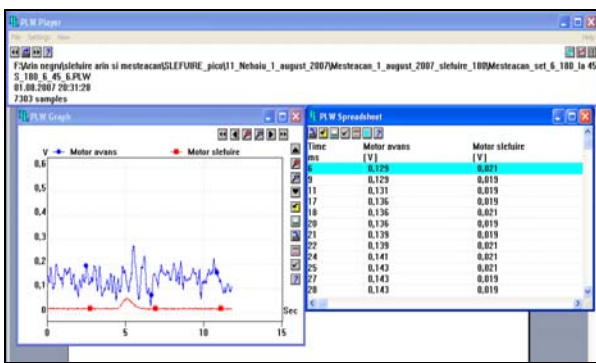 PLW Player
File Settings View Help
F:\Arin negru\slefuire arin si mesteacan\SLEFUIRE_pico\11_Nehoiu_1_august_2007\Mesteacan_1_august_2007_slefuire_180\Mesteacan_set_6_180_la 45
S_180_6_45_6.PLW
01.08.2007 20:31:28
7303 samples
PLW Graph
V Motor avans Motor slefuire
0,6
0,5
0,4
0,3
0,2
0,1
0
0 5 10 15
Sec
PLW Spreadsheet
Time Motor avans Motor slefuire
ms [V] [V]
6 0,129 0,021
9 0,129 0,019
11 0,131 0,019
17 0,136 0,019
18 0,136 0,021
20 0,136 0,019
21 0,139 0,019
22 0,139 0,021
24 0,141 0,021
25 0,143 0,021
27 0,143 0,019
28 0,143 0,019